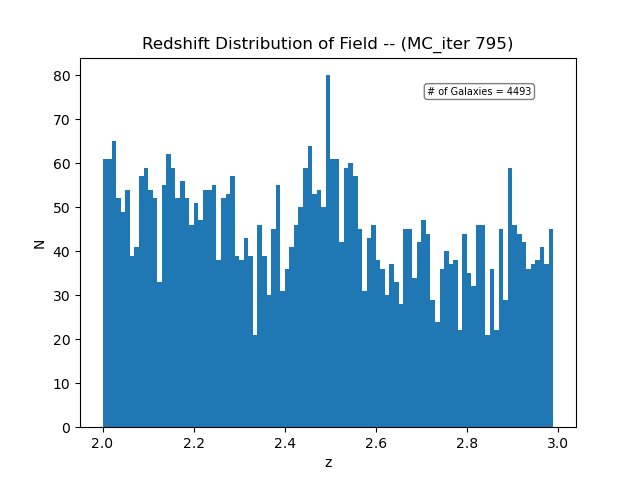 Redshift Distribution of Field -- (MC_iter 795)
# of Galaxies = 4493
80
70
60
50
40
30
20
10
0
N
2.0 2.2 2.4 2.6 2.8 3.0
z